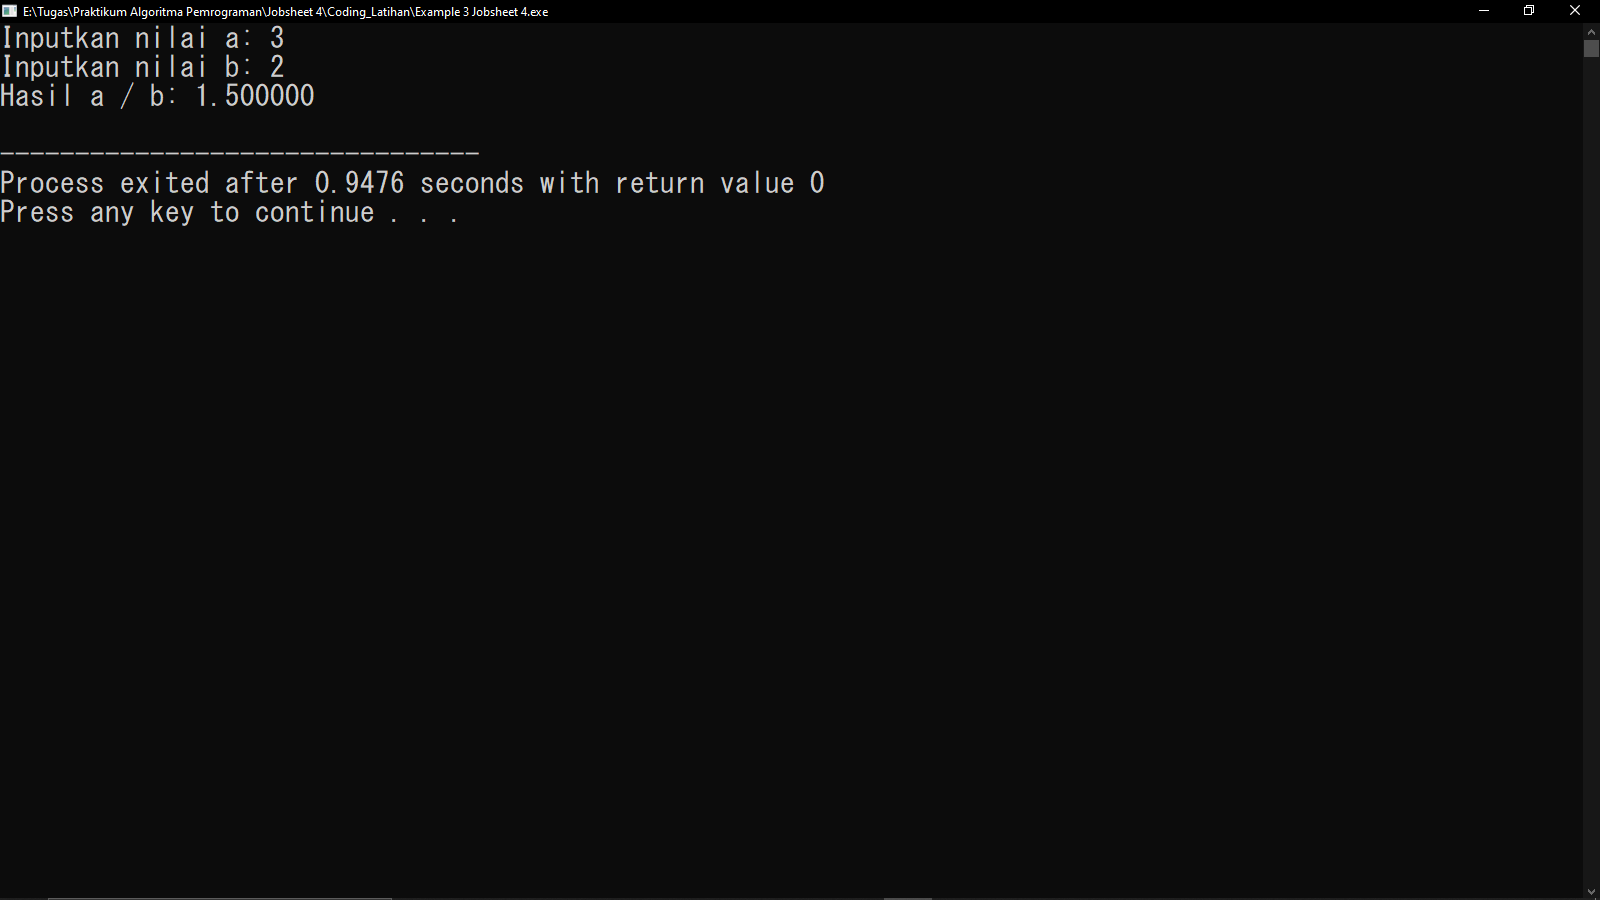 E:\Tugas\Praktikum Algoritma Pemrograman\Jobsheet 4\Coding_Latihan\Example 3 Jobsheet 4.exe
Inputkan nilai a: 3
Inputkan nilai b: 2
Hasil a / b: 1.500000
--------------------------------
Process exited after 0.9476 seconds with return value 0
Press any key to continue . . .